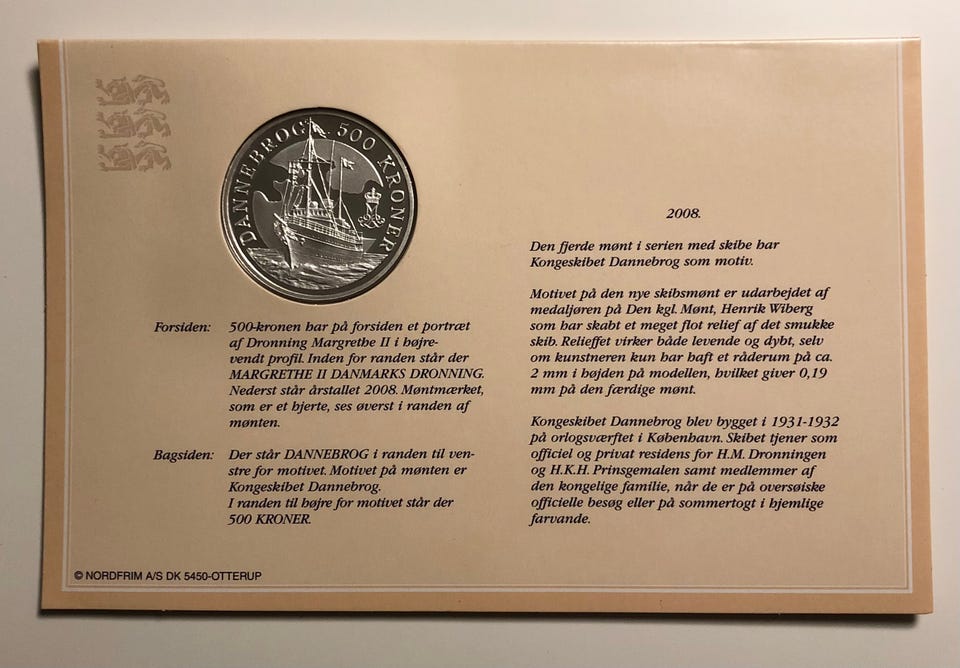 DANNEBROG 500 KRONER
Forsiden: 500-kronen har på forsiden et portræt
af Dronning Margrethe II i højre-
vendt profil. Inden for randen står der
MARGRETHE II DANMARKS DRONNING.
Nederst står årstallet 2008. Møntmærket,
som er et hjerte, ses øverst i randen af
mønten.
Bagsiden: Der står DANNEBROG i randen til ven-
stre for motivet. Motivet på mønten er
Kongeskibet Dannebrog.
I randen til højre for motivet står der
500 KRONER.
© NORDFRIM A/S DK 5450-OTTERUP
2008.
Den fjerde mønt i serien med skibe har
Kongeskibet Dannebrog som motiv.
Motivet på den nye skibsmønt er udarbejdet af
medaljøren på Den kgl. Mønt, Henrik Wiberg
som har skabt et meget flot relief af det smukke
skib. Relieffet virker både levende og dybt, selv
om kunstneren kun har haft et råderum på ca.
2 mm i højden på modellen, hvilket giver 0,19
mm på den færdige mønt.
Kongeskibet Dannebrog blev bygget i 1931-1932
på orlogsværftet i København. Skibet tjener som
officiel og privat residens for H.M. Dronningen
og H.K.H. Prinsgemalen samt medlemmer af
den kongelige familie, når de er på oversøiske
officielle besøg eller på sommertogt i hjemlige
farvande.